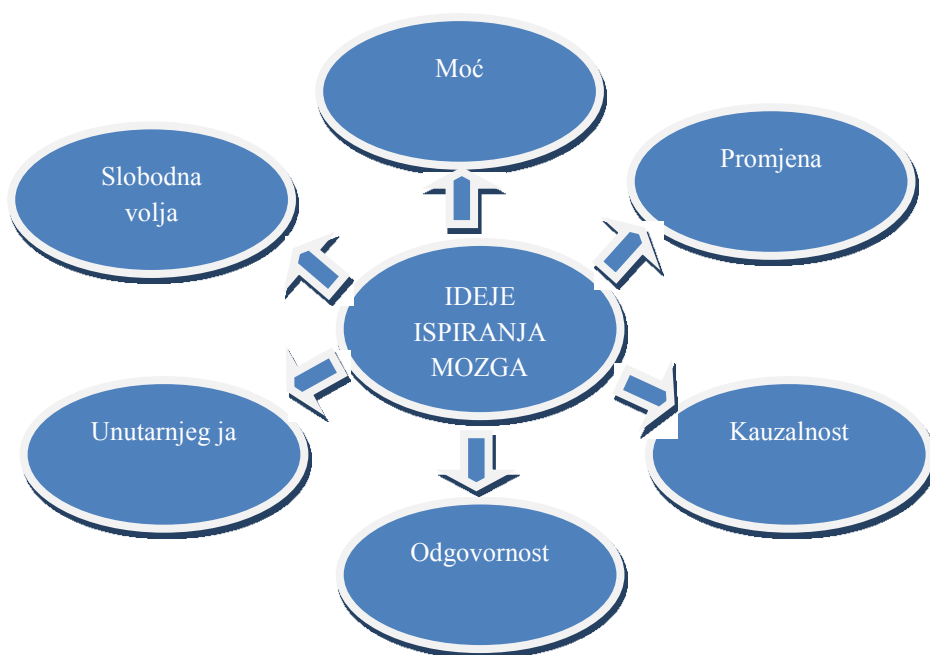 Moć
Promjena
Slobodna
volja
IDEJE
ISPIRANJA
MOZGA
Unutarnjeg ja
Kauzalnost
Odgovornost